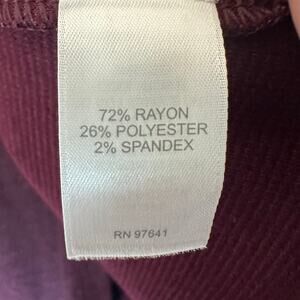 72% RAYON
26% POLYESTER
2% SPANDEX
RN 97641